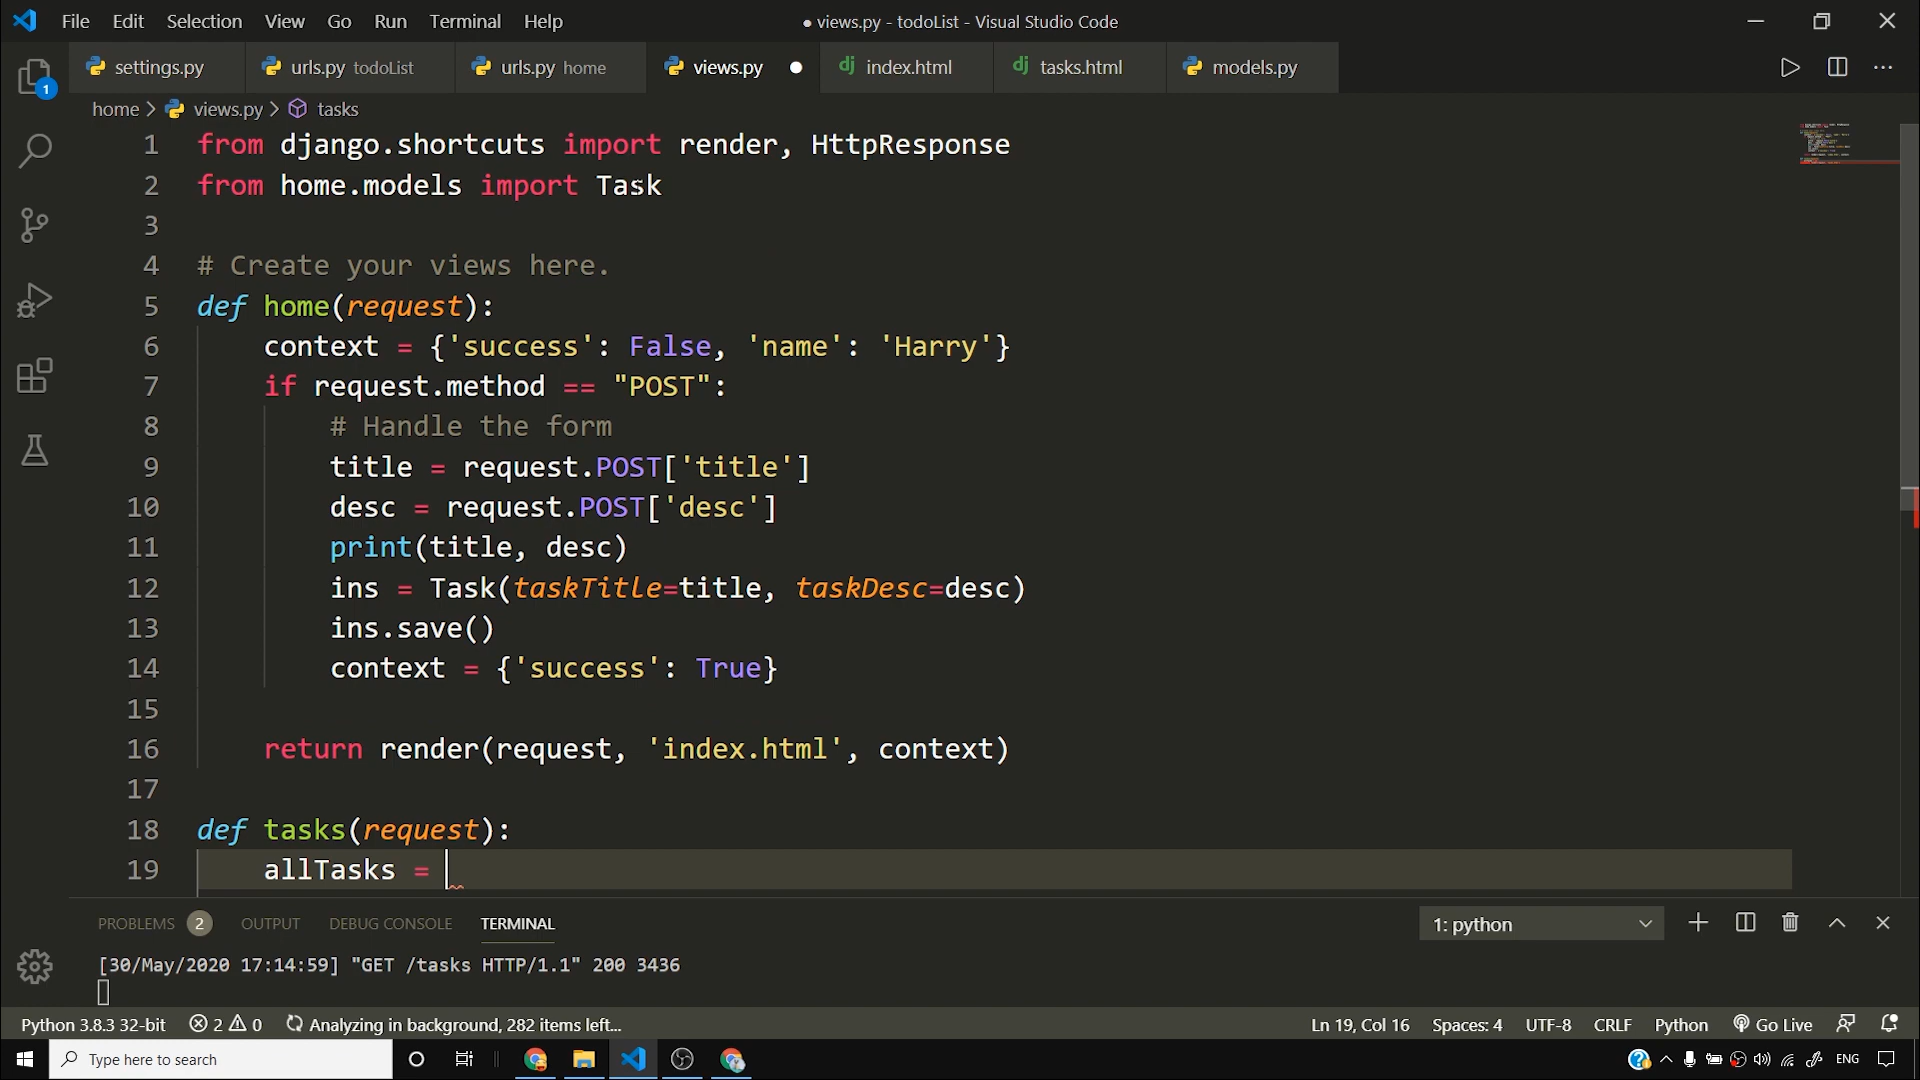 File Edit Selection View Go Run Terminal Help
● views.py - todoList - Visual Studio Code
settings.py
urls.py todoList
urls.py home
views.py
index.html
tasks.html
models.py
home > views.py > tasks
1 from django.shortcuts import render, HttpResponse
2 from home.models import Task
3
4 # Create your views here.
5 def home(request):
6 context = {'success': False, 'name': 'Harry'}
7 if request.method == "POST":
8 # Handle the form
9 title = request.POST['title']
10 desc = request.POST['desc']
11 print(title, desc)
12 ins = Task(taskTitle=title, taskDesc=desc)
13 ins.save()
14 context = {'success': True}
15
16 return render(request, 'index.html', context)
17
18 def tasks(request):
19 allTasks =
PROBLEMS 2 OUTPUT DEBUG CONSOLE TERMINAL
1: python
[30/May/2020 17:14:59] "GET /tasks HTTP/1.1" 200 3436
Python 3.8.3 32-bit 2 0 Analyzing in background, 282 items left...
Ln 19, Col 16 Spaces: 4 UTF-8 CRLF Python Go Live
Type here to search
ENG
1